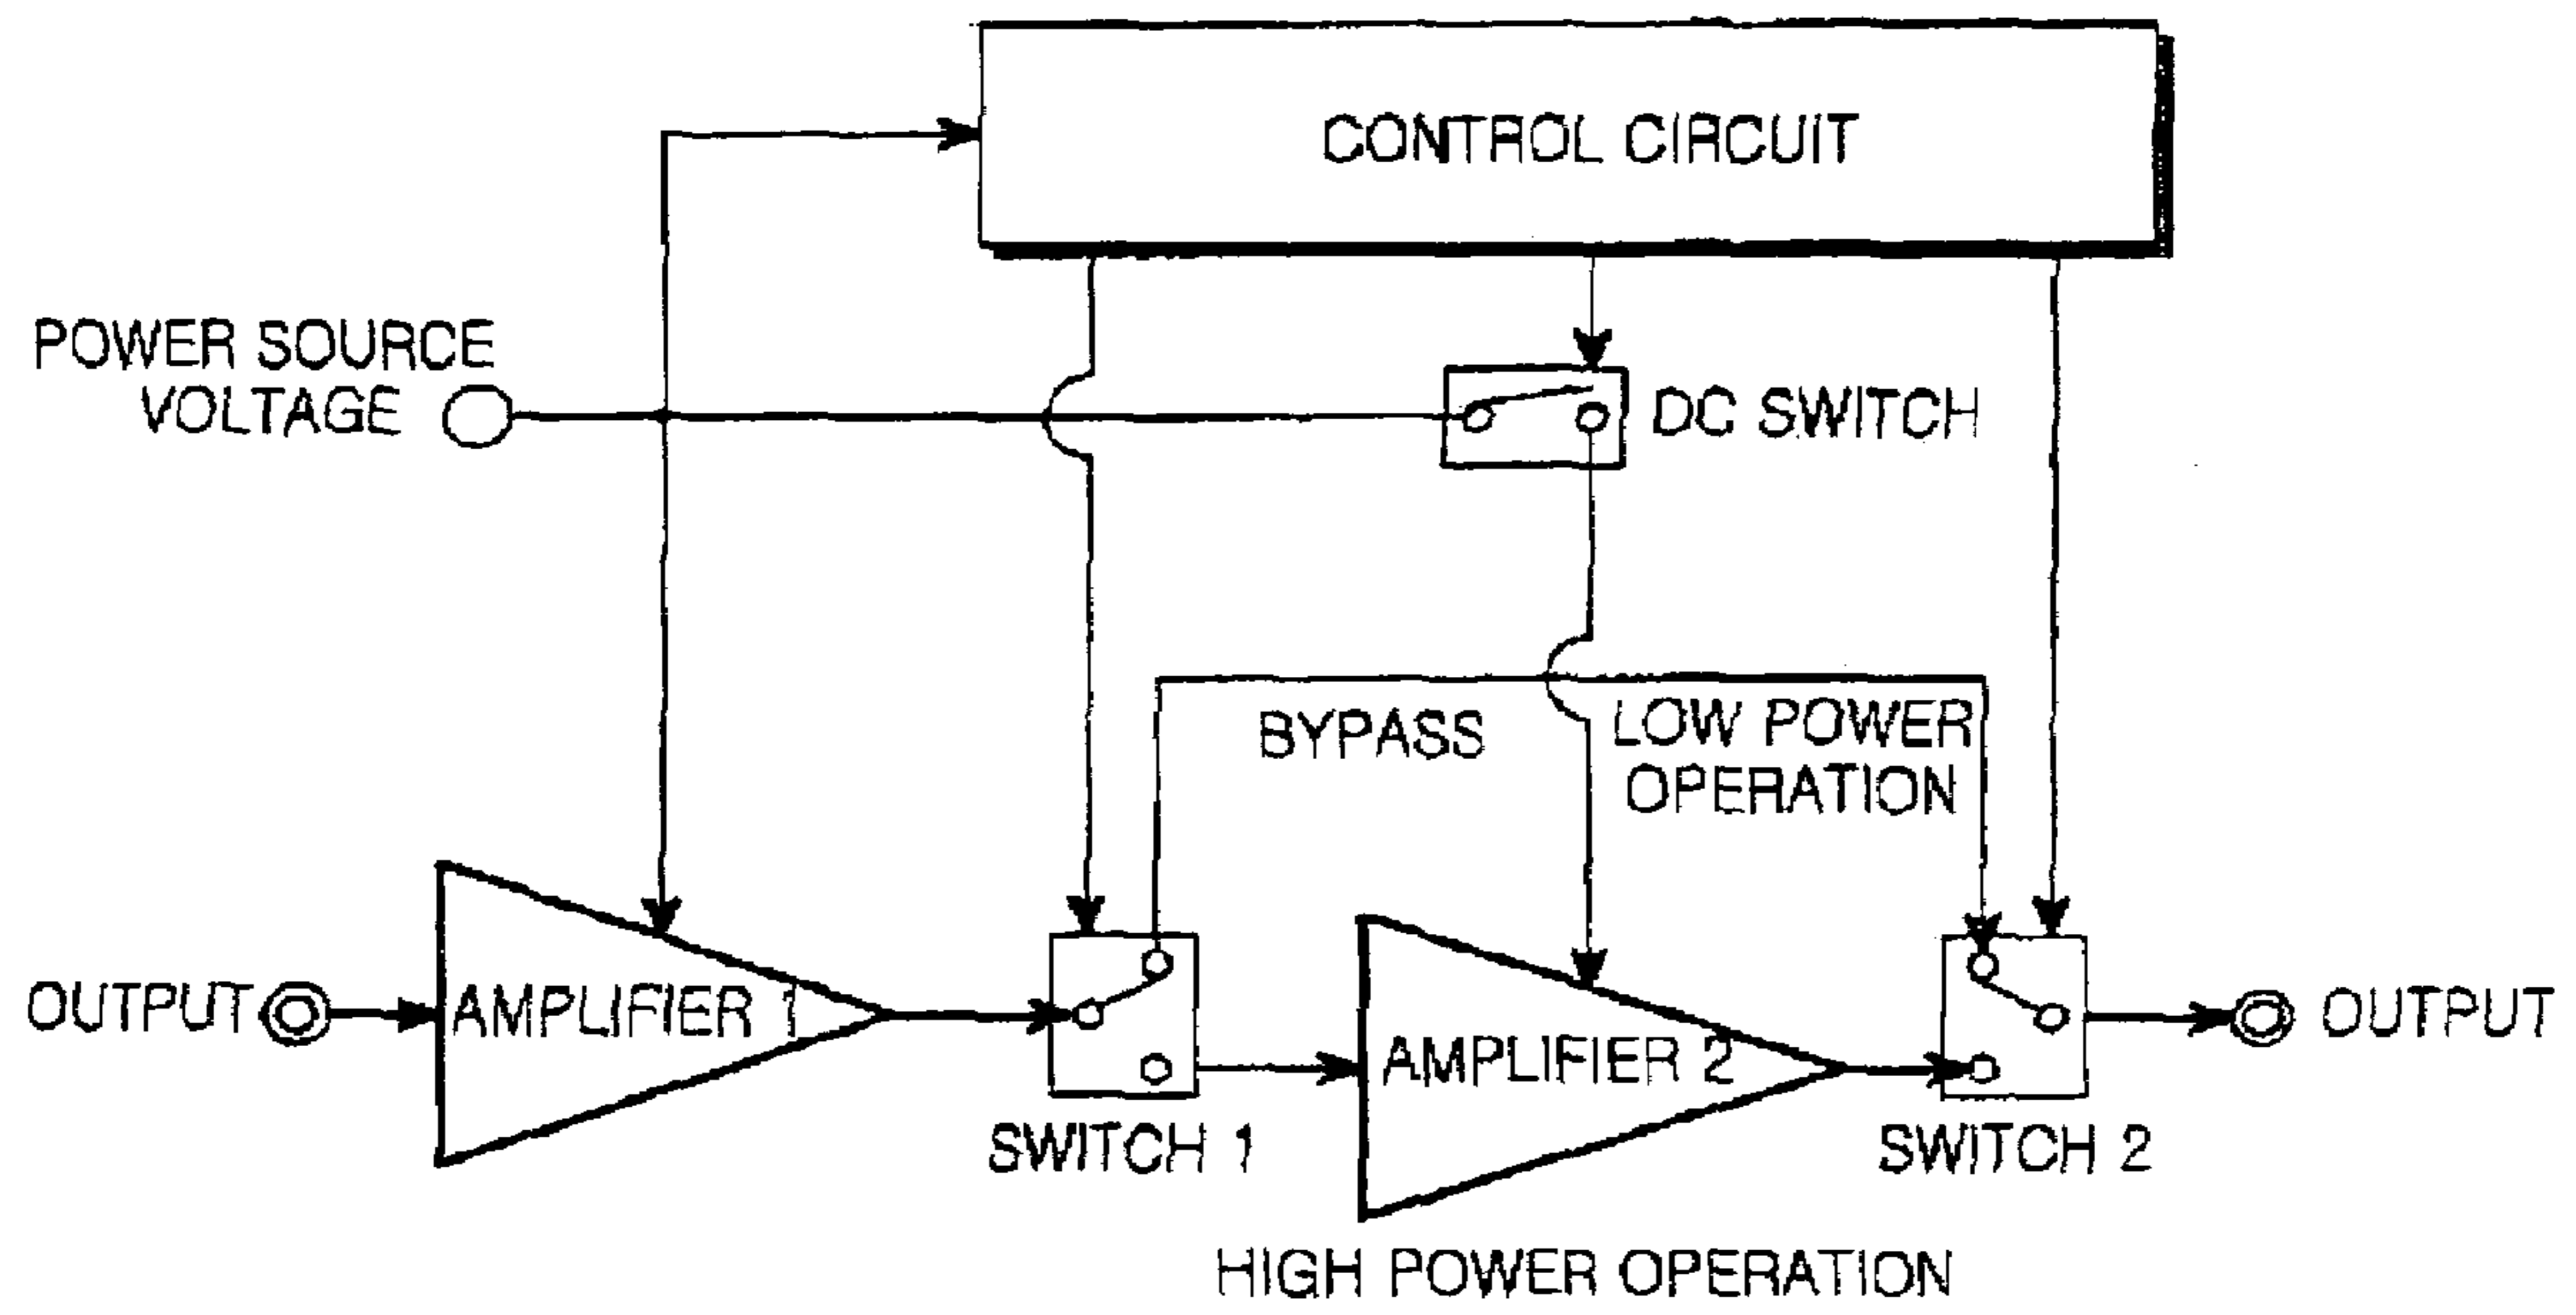 CONTROL CIRCUIT
POWER SOURCE
VOLTAGE
DC SWITCH
BYPASS
LOW POWER
OPERATION
OUTPUT
AMPLIFIER 1
AMPLIFIER 2
OUTPUT
SWITCH 1
SWITCH 2
HIGH POWER OPERATION